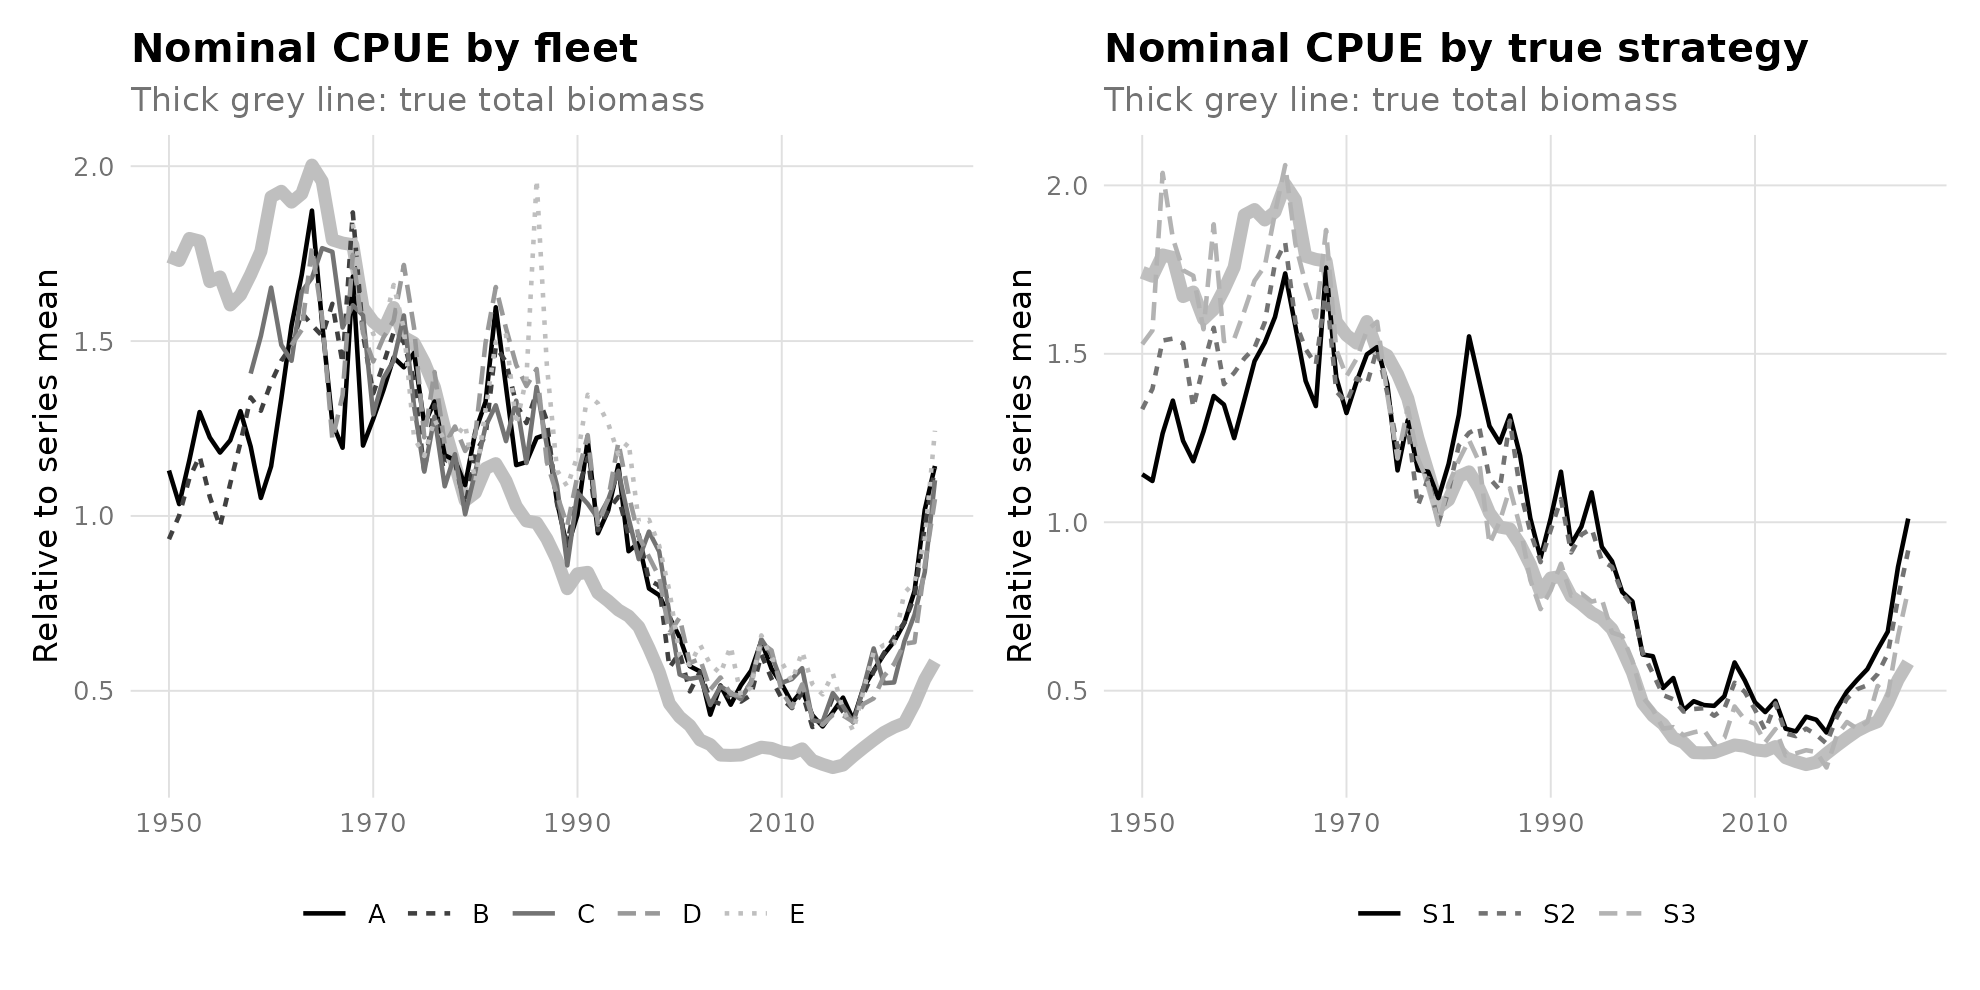 Nominal CPUE by fleet
Thick grey line: true total biomass
Relative to series mean
2.0
1.5
1.0
0.5
1950 1970 1990 2010
A B C D E
Nominal CPUE by true strategy
Thick grey line: true total biomass
Relative to series mean
2.0
1.5
1.0
0.5
1950 1970 1990 2010
S1 S2 S3